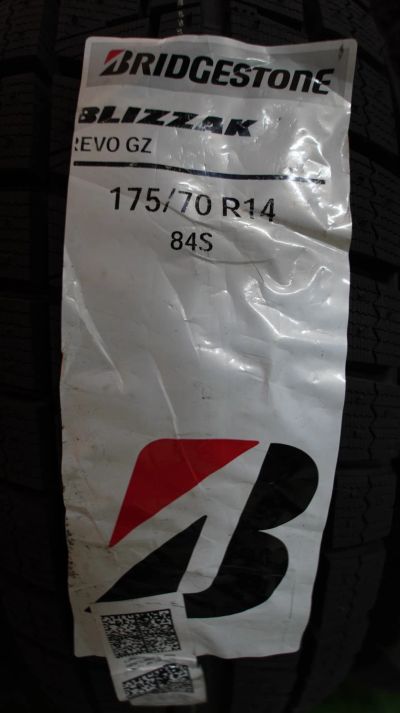 BRIDGESTONE
BLIZZAK
REVO GZ
175/70 R14
84S